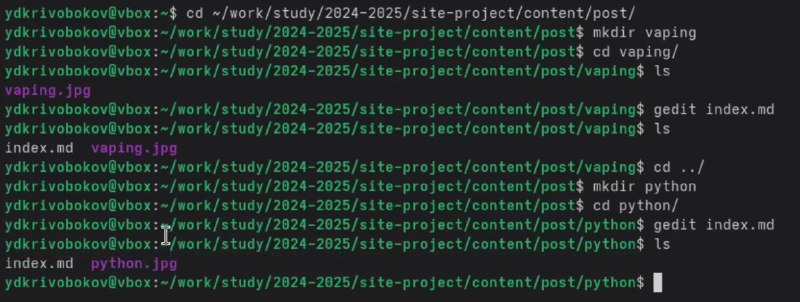 ydkrivobokov@vbox:~$ cd ~/work/study/2024-2025/site-project/content/post/
ydkrivobokov@vbox:~/work/study/2024-2025/site-project/content/post$ mkdir vaping
ydkrivobokov@vbox:~/work/study/2024-2025/site-project/content/post$ cd vaping/
ydkrivobokov@vbox:~/work/study/2024-2025/site-project/content/post/vaping$ ls
vaping.jpg
ydkrivobokov@vbox:~/work/study/2024-2025/site-project/content/post/vaping$ gedit index.md
ydkrivobokov@vbox:~/work/study/2024-2025/site-project/content/post/vaping$ ls
index.md  vaping.jpg
ydkrivobokov@vbox:~/work/study/2024-2025/site-project/content/post/vaping$ cd ../
ydkrivobokov@vbox:~/work/study/2024-2025/site-project/content/post$ mkdir python
ydkrivobokov@vbox:~/work/study/2024-2025/site-project/content/post$ cd python/
ydkrivobokov@vbox:~/work/study/2024-2025/site-project/content/post/python$ gedit index.md
ydkrivobokov@vbox:~/work/study/2024-2025/site-project/content/post/python$ ls
index.md  python.jpg
ydkrivobokov@vbox:~/work/study/2024-2025/site-project/content/post/python$